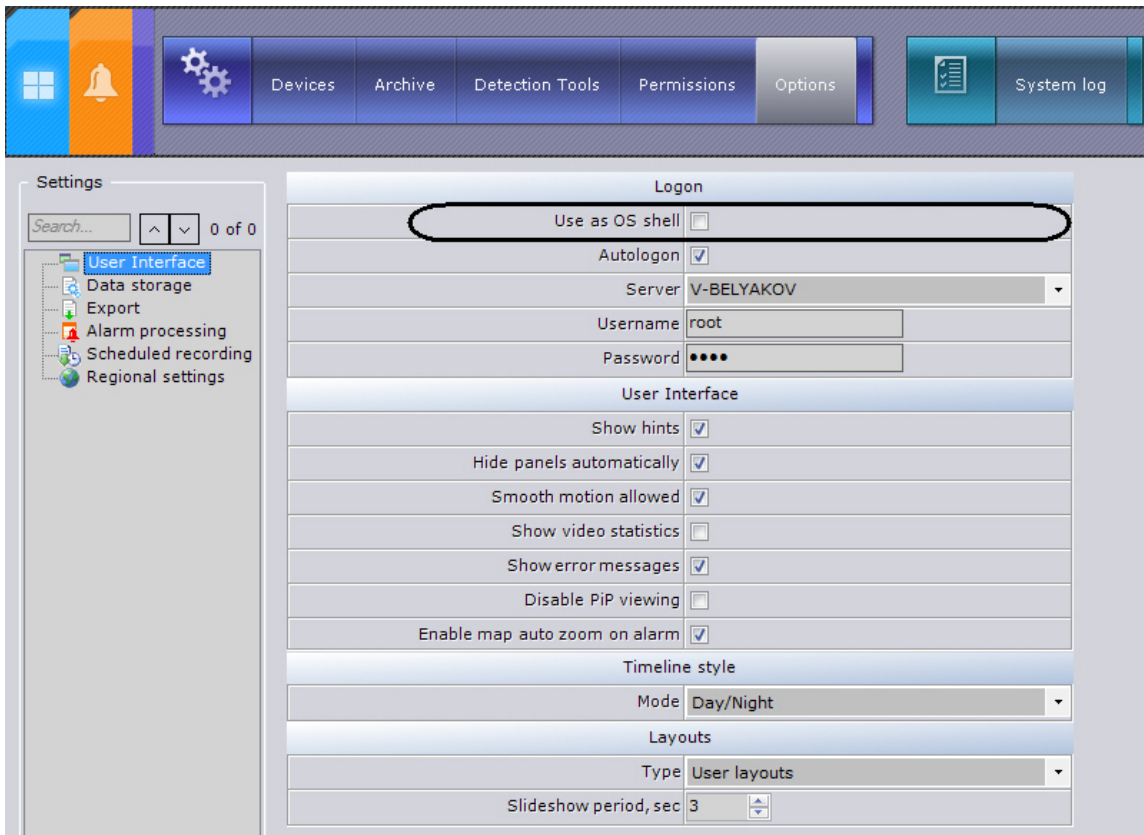 Devices Archive Detection Tools Permissions Options System log
Settings
Search... 0 of 0
User Interface
Data storage
Export
Alarm processing
Scheduled recording
Regional settings
Logon
Use as OS shell
Autologon
Server V-BELYAKOV
Username root
Password ••••
User Interface
Show hints
Hide panels automatically
Smooth motion allowed
Show video statistics
Show error messages
Disable PiP viewing
Enable map auto zoom on alarm
Timeline style
Mode Day/Night
Layouts
Type User layouts
Slideshow period, sec 3